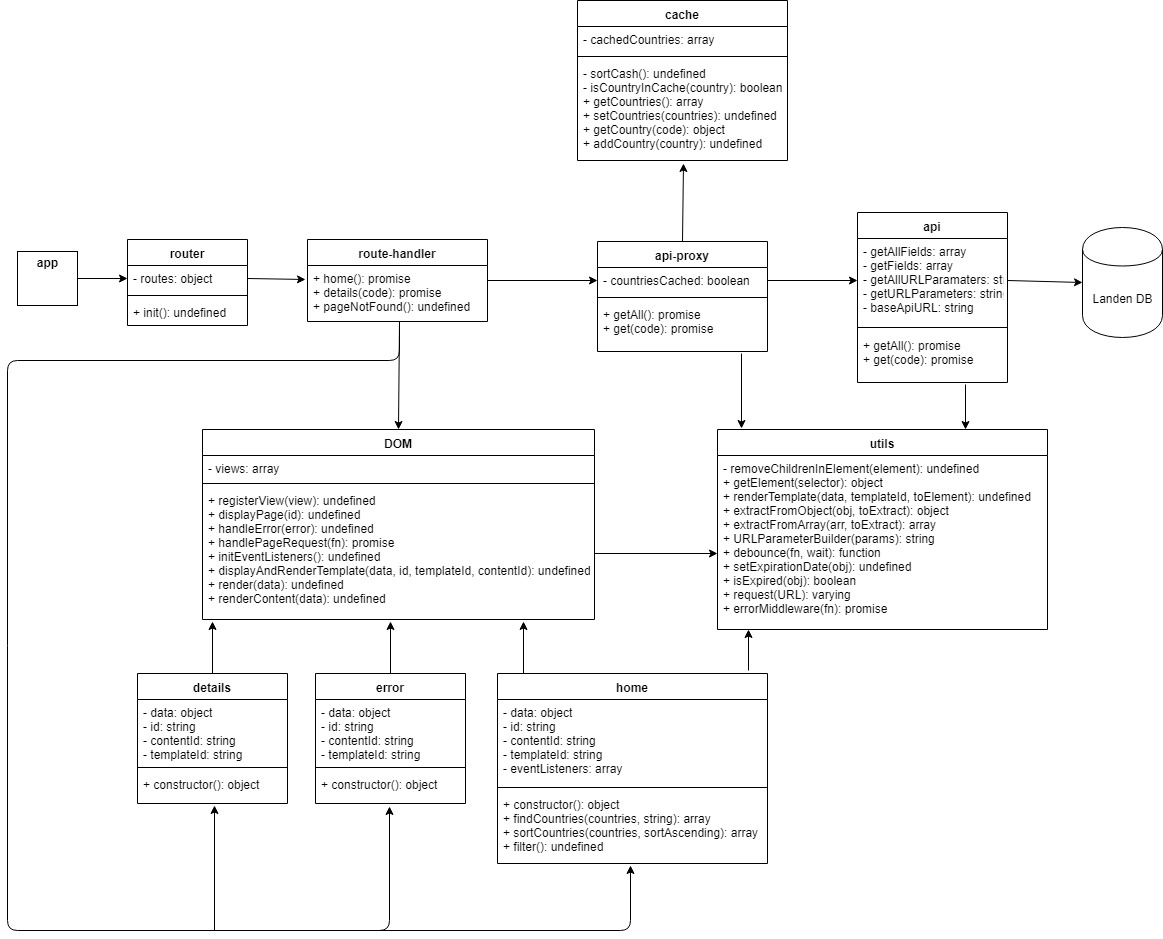 cache
- cachedCountries: array
- sortCash(): undefined
- isCountryInCache(country): boolean
+ getCountries(): array
+ setCountries(countries): undefined
+ getCountry(code): object
+ addCountry(country): undefined
app
router
- routes: object
+ init(): undefined
route-handler
+ home(): promise
+ details(code): promise
+ pageNotFound(): undefined
api-proxy
- countriesCached: boolean
+ getAll(): promise
+ get(code): promise
api
- getAllFields: array
- getFields: array
- getAllURLParamaters: st
- getURLParameters: strin
- baseApiURL: string
+ getAll(): promise
+ get(code): promise
Landen DB
DOM
- views: array
+ registerView(view): undefined
+ displayPage(id): undefined
+ handleError(error): undefined
+ handlePageRequest(fn): promise
+ initEventListeners(): undefined
+ displayAndRenderTemplate(data, id, templateId, contentId): undefined
+ render(data): undefined
+ renderContent(data): undefined
utils
- removeChildrenInElement(element): undefined
+ getElement(selector): object
+ renderTemplate(data, templateId, toElement): undefined
+ extractFromObject(obj, toExtract): object
+ extractFromArray(arr, toExtract): array
+ URLParameterBuilder(params): string
+ debounce(fn, wait): function
+ setExpirationDate(obj): undefined
+ isExpired(obj): boolean
+ request(URL): varying
+ errorMiddleware(fn): promise
details
- data: object
- id: string
- contentId: string
- templateId: string
+ constructor(): object
error
- data: object
- id: string
- contentId: string
- templateId: string
+ constructor(): object
home
- data: object
- id: string
- contentId: string
- templateId: string
- eventListeners: array
+ constructor(): object
+ findCountries(countries, string): array
+ sortCountries(countries, sortAscending): array
+ filter(): undefined